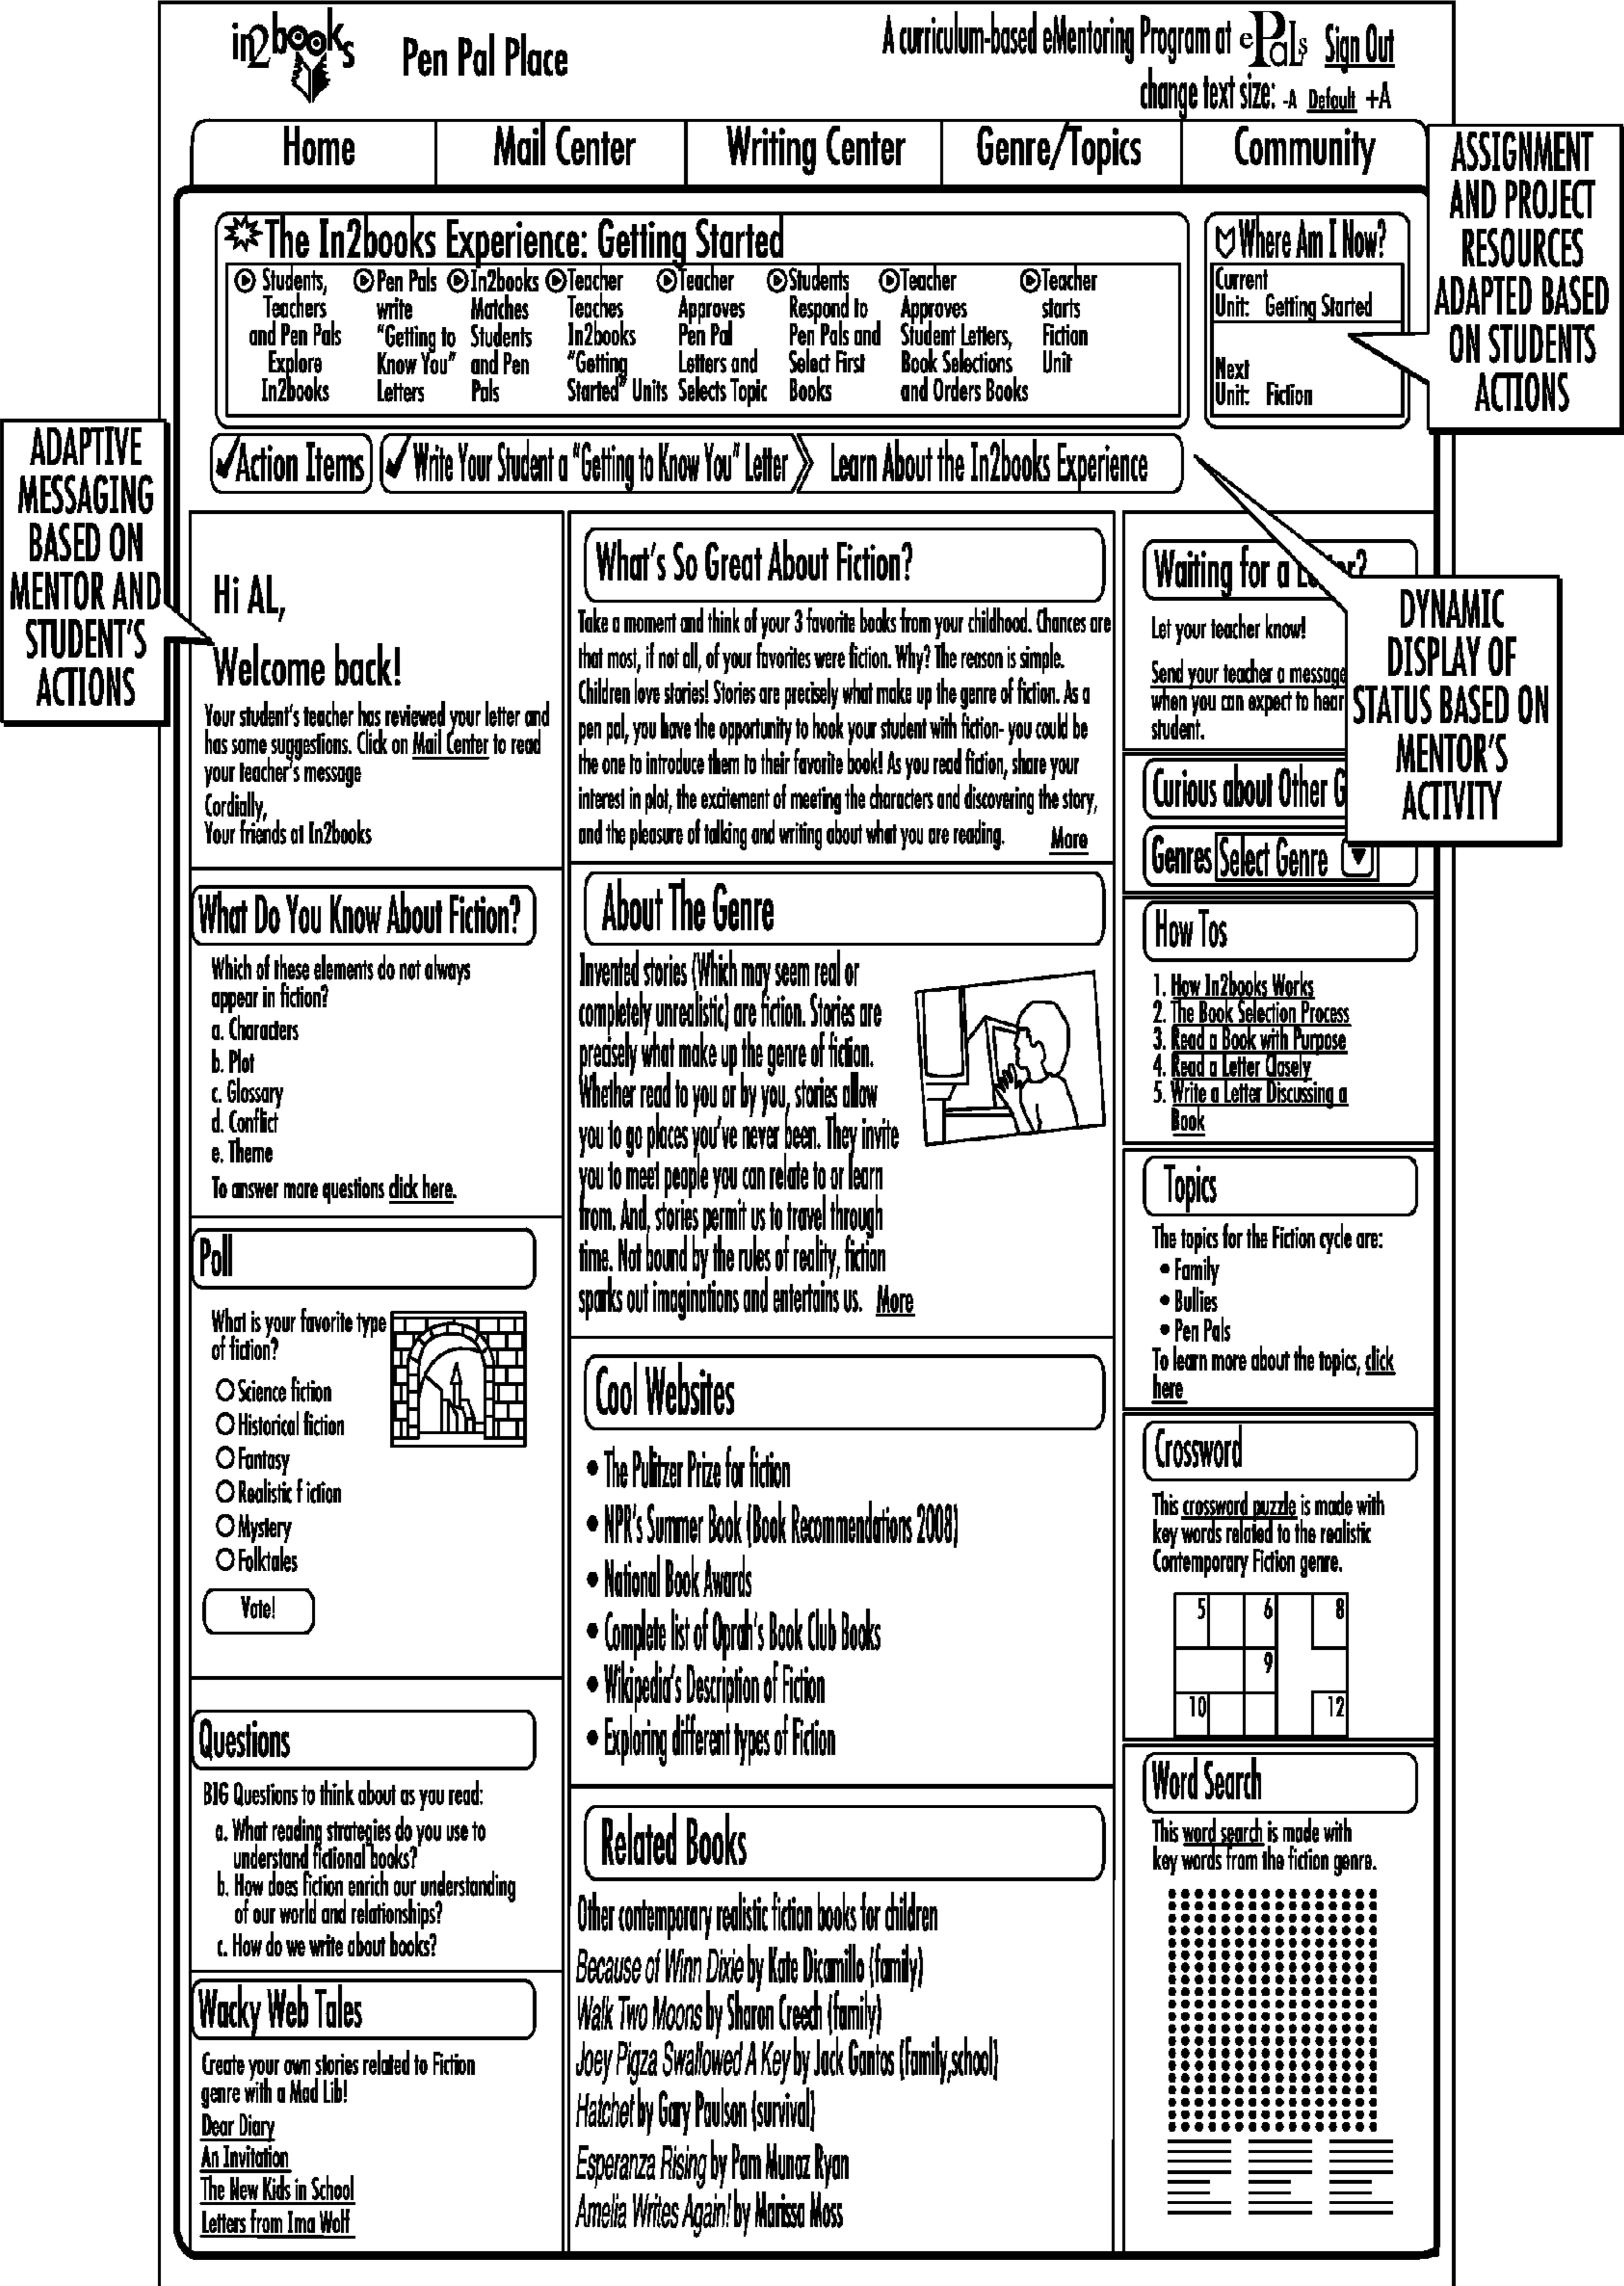 in2books
Pen Pal Place
A curriculum-based eMentoring Program at ePals Sign Out
change text size: -A Default +A
Home
Mail Center
Writing Center
Genre/Topics
Community
The In2books Experience: Getting Started
Students,
Teachers
and Pen Pals
Explore
In2books
Pen Pals
write
"Getting to
Know You"
Letters
In2books
Matches
Students
and Pen
Pals
Teacher
Teaches
In2books
"Getting
Started" Units
Teacher
Approves
Pen Pal
Letters and
Selects Topic
Students
Respond to
Pen Pals and
Select First
Books
Teacher
Approves
Student Letters,
Book Selections
and Orders Books
Teacher
starts
Fiction
Unit
Where Am I Now?
Current
Unit: Getting Started
Next
Unit: Fiction
ASSIGNMENT
AND PROJECT
RESOURCES
ADAPTED BASED
ON STUDENTS
ACTIONS
Action Items
Write Your Student a "Getting to Know You" Letter
Learn About the In2books Experience
ADAPTIVE
MESSAGING
BASED ON
MENTOR AND
STUDENT'S
ACTIONS
Hi AL,
Welcome back!
Your student's teacher has reviewed your letter and
has some suggestions. Click on Mail Center to read
your teacher's message
Cordially,
Your friends at In2books
What Do You Know About Fiction?
Which of these elements do not always
appear in fiction?
a. Characters
b. Plot
c. Glossary
d. Conflict
e. Theme
To answer more questions click here.
Poll
What is your favorite type
of fiction?
Science fiction
Historical fiction
Fantasy
Realistic fiction
Mystery
Folktales
Vote!
Questions
BIG Questions to think about as you read:
a. What reading strategies do you use to
understand fictional books?
b. How does fiction enrich our understanding
of our world and relationships?
c. How do we write about books?
Wacky Web Tales
Create your own stories related to Fiction
genre with a Mad Lib!
Dear Diary
An Invitation
The New Kids in School
Letters from Ima Wolf
What's So Great About Fiction?
Take a moment and think of your 3 favorite books from your childhood. Chances are
that most, if not all, of your favorites were fiction. Why? The reason is simple.
Children love stories! Stories are precisely what make up the genre of fiction. As a
pen pal, you have the opportunity to hook your student with fiction- you could be
the one to introduce them to their favorite book! As you read fiction, share your
interest in plot, the excitement of meeting the characters and discovering the story,
and the pleasure of talking and writing about what you are reading. More
About The Genre
Invented stories (Which may seem real or
completely unrealistic) are fiction. Stories are
precisely what make up the genre of fiction.
Whether read to you or by you, stories allow
you to go places you've never been. They invite
you to meet people you can relate to or learn
from. And, stories permit us to travel through
time. Not bound by the rules of reality, fiction
sparks out imaginations and entertains us. More
Cool Websites
• The Pulitzer Prize for fiction
• NPR's Summer Book (Book Recommendations 2008)
• National Book Awards
• Complete list of Oprah's Book Club Books
• Wikipedia's Description of Fiction
• Exploring different types of Fiction
Related Books
Other contemporary realistic fiction books for children
Because of Winn Dixie by Kate Dicamillo (family)
Walk Two Moons by Sharon Creech (family)
Joey Pigza Swallowed A Key by Jack Gantos (family,school)
Hatchet by Gary Paulson (survival)
Esperanza Rising by Pam Munoz Ryan
Amelia Writes Again! by Marissa Moss
Waiting for a
Let your teacher know!
Send your teacher a message
when you can expect to hear
student.
DYNAMIC
DISPLAY OF
STATUS BASED ON
MENTOR'S
ACTIVITY
Curious about Other G
Genres Select Genre
How Tos
1. How In2books Works
2. The Book Selection Process
3. Read a Book with Purpose
4. Read a Letter Closely
5. Write a Letter Discussing a
Book
Topics
The topics for the Fiction cycle are:
• Family
• Bullies
• Pen Pals
To learn more about the topics, click
here
Crossword
This crossword puzzle is made with
key words related to the realistic
Contemporary Fiction genre.
5 6 8
9
10 12
Word Search
This word search is made with
key words from the fiction genre.